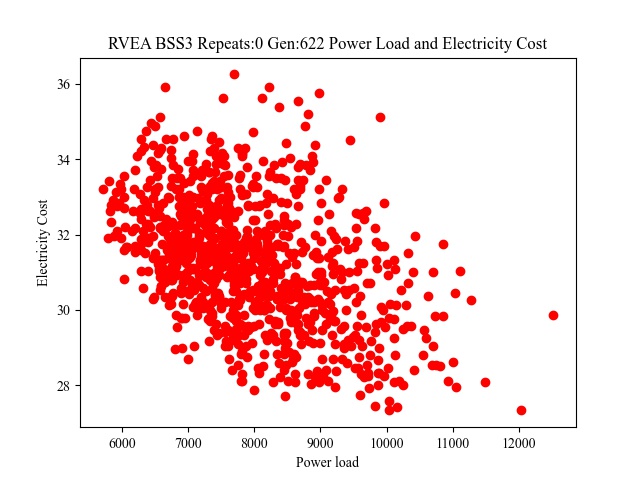 RVEA BSS3 Repeats:0 Gen:622 Power Load and Electricity Cost
36
34
32
30
28
Electricity Cost
6000 7000 8000 9000 10000 11000 12000
Power load